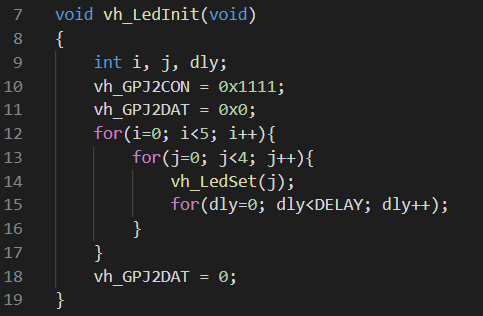 7 void vh_LedInit(void)
8 {
9     int i, j, dly;
10     vh_GPJ2CON = 0x1111;
11     vh_GPJ2DAT = 0x0;
12     for(i=0; i<5; i++){
13         for(j=0; j<4; j++){
14             vh_LedSet(j);
15             for(dly=0; dly<DELAY; dly++);
16         }
17     }
18     vh_GPJ2DAT = 0;
19 }